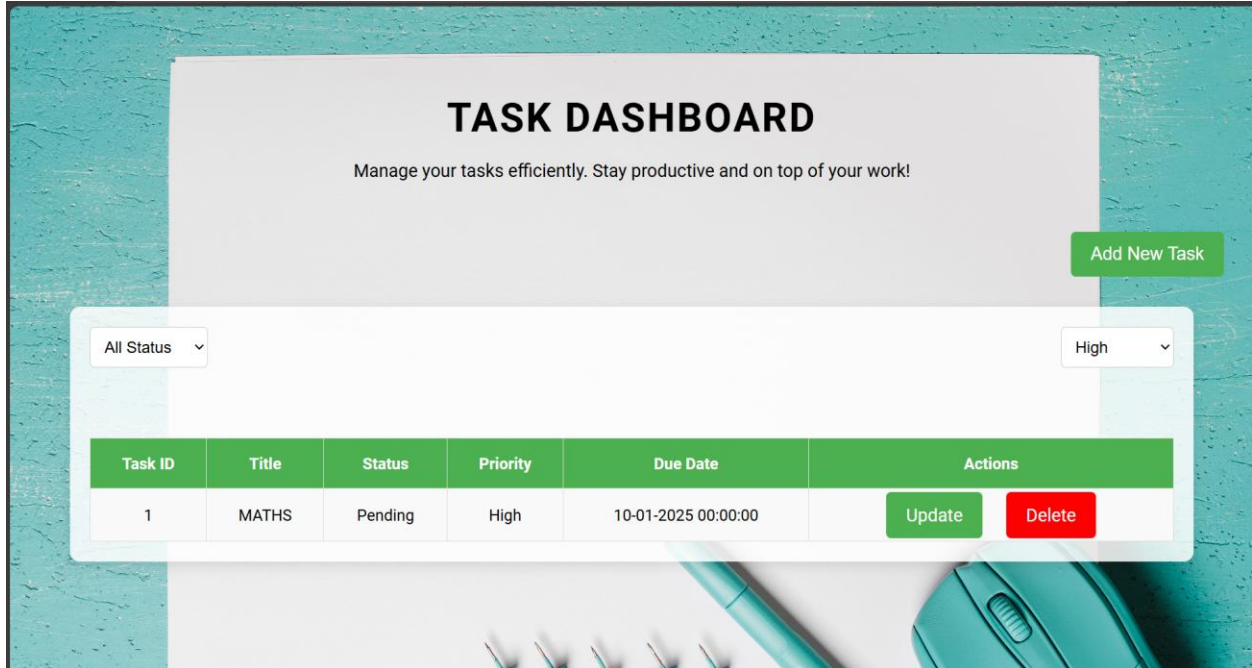 TASK DASHBOARD
Manage your tasks efficiently. Stay productive and on top of your work!
Add New Task
All Status
High
Task ID Title Status Priority Due Date Actions
1 MATHS Pending High 10-01-2025 00:00:00 Update Delete